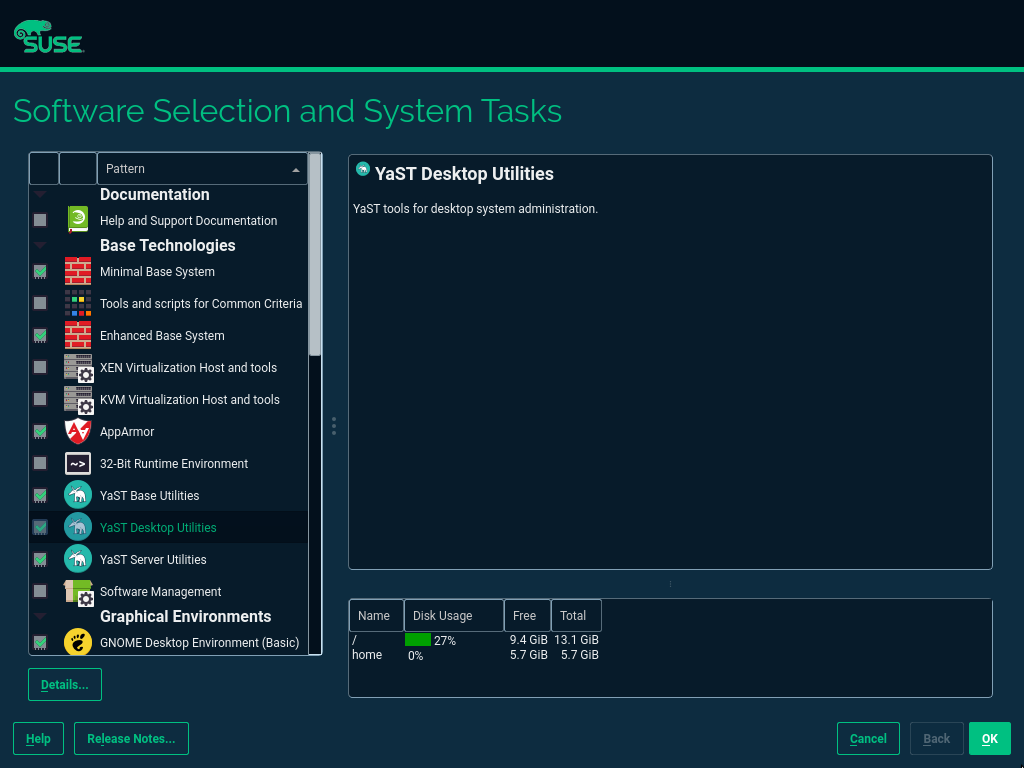 SUSE
Software Selection and System Tasks
Pattern
Documentation
Help and Support Documentation
Base Technologies
Minimal Base System
Tools and scripts for Common Criteria
Enhanced Base System
XEN Virtualization Host and tools
KVM Virtualization Host and tools
AppArmor
32-Bit Runtime Environment
YaST Base Utilities
YaST Desktop Utilities
YaST Server Utilities
Software Management
Graphical Environments
GNOME Desktop Environment (Basic)
Details...
YaST Desktop Utilities
YaST tools for desktop system administration.
Name Disk Usage Free Total
/ 27% 9.4 GiB 13.1 GiB
home 0% 5.7 GiB 5.7 GiB
Help Release Notes... Cancel Back OK